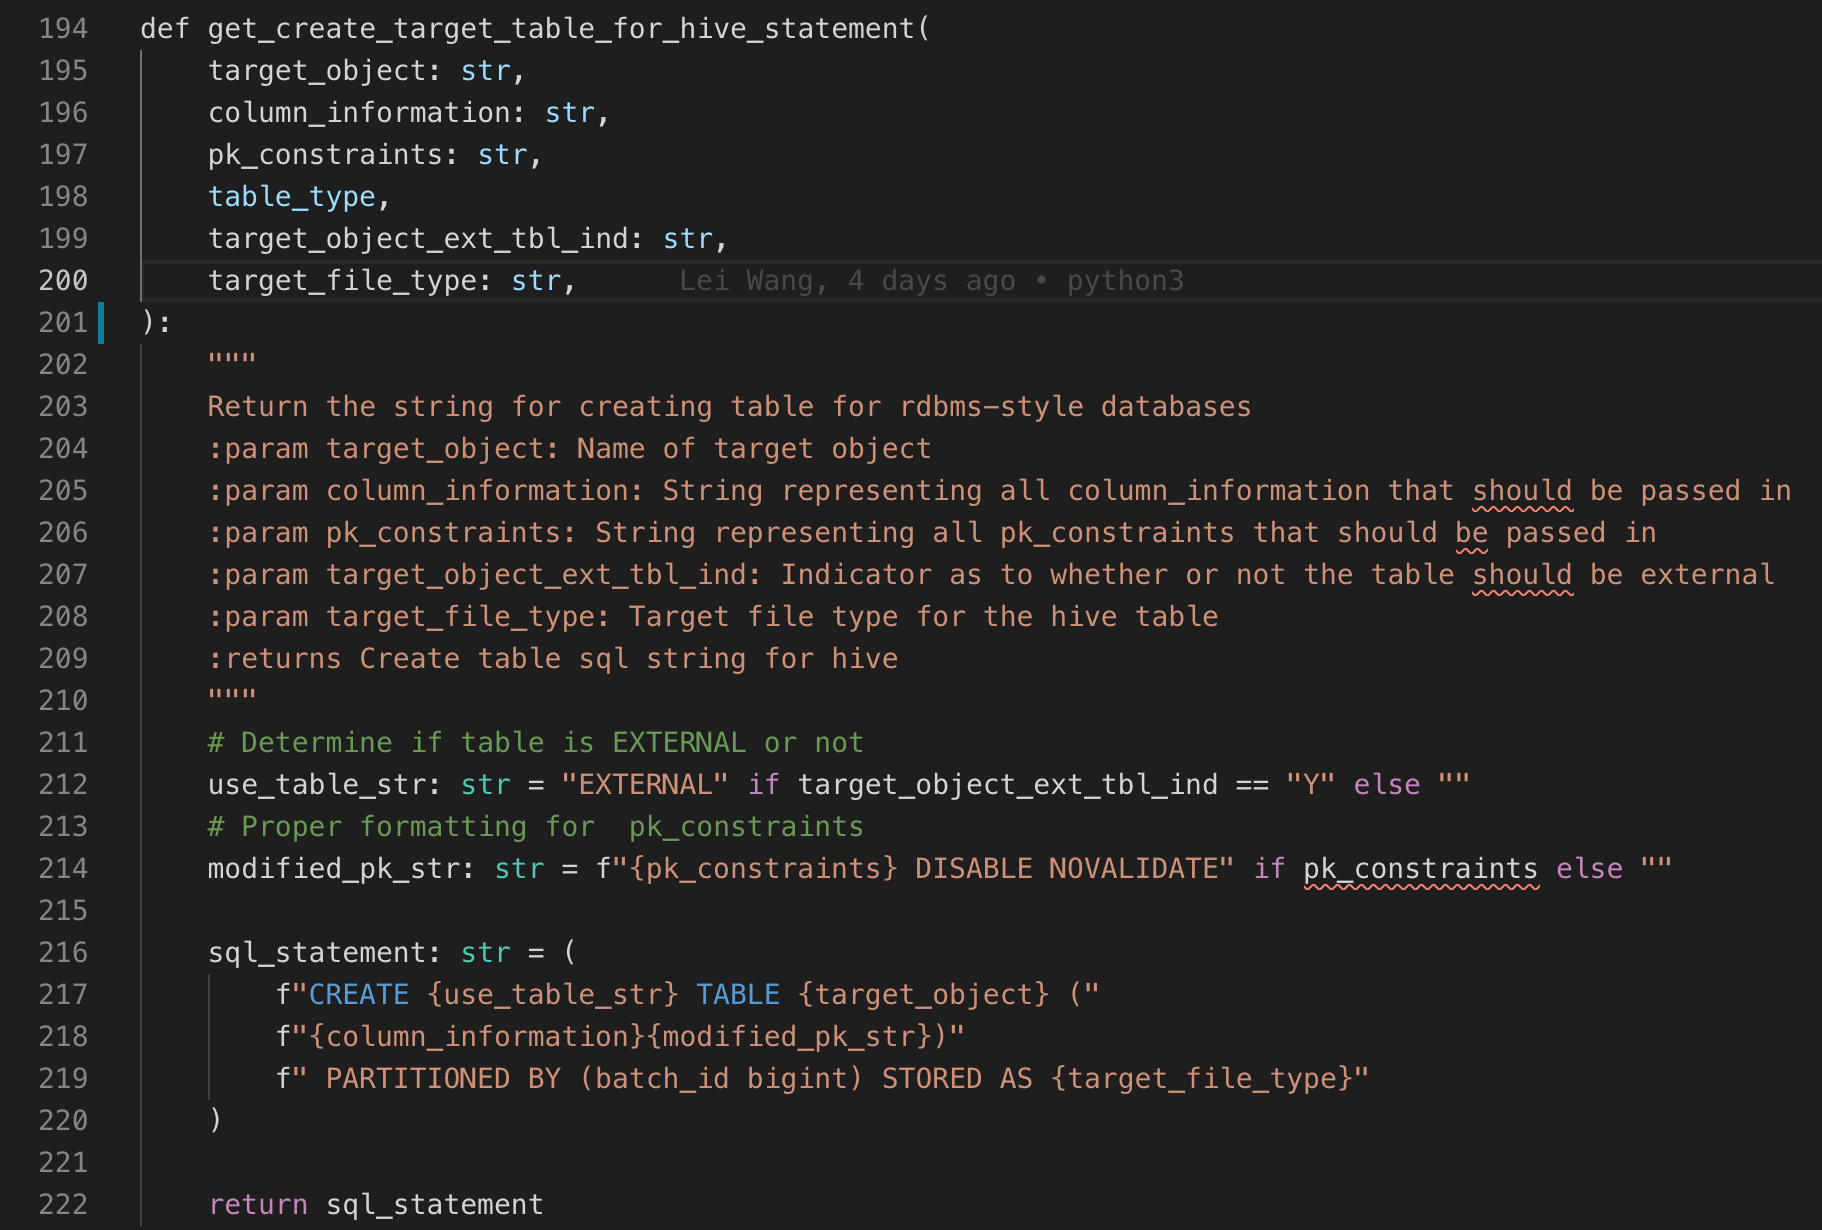 194 def get_create_target_table_for_hive_statement(
195     target_object: str,
196     column_information: str,
197     pk_constraints: str,
198     table_type,
199     target_object_ext_tbl_ind: str,
200     target_file_type: str,      Lei Wang, 4 days ago • python3
201 ):
202     """
203     Return the string for creating table for rdbms-style databases
204     :param target_object: Name of target object
205     :param column_information: String representing all column_information that should be passed in
206     :param pk_constraints: String representing all pk_constraints that should be passed in
207     :param target_object_ext_tbl_ind: Indicator as to whether or not the table should be external
208     :param target_file_type: Target file type for the hive table
209     :returns Create table sql string for hive
210     """
211     # Determine if table is EXTERNAL or not
212     use_table_str: str = "EXTERNAL" if target_object_ext_tbl_ind == "Y" else ""
213     # Proper formatting for  pk_constraints
214     modified_pk_str: str = f"{pk_constraints} DISABLE NOVALIDATE" if pk_constraints else ""
215
216     sql_statement: str = (
217         f"CREATE {use_table_str} TABLE {target_object} ("
218         f"{column_information}{modified_pk_str})"
219         f" PARTITIONED BY (batch_id bigint) STORED AS {target_file_type}"
220     )
221
222     return sql_statement